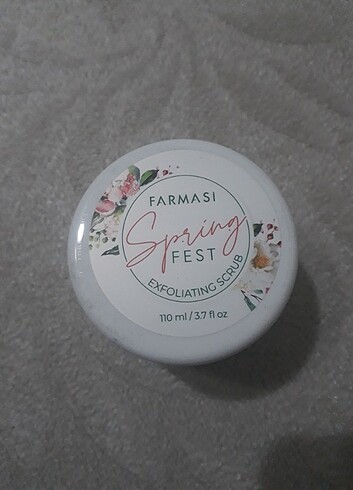 FARMASI
Spring
FEST
EXFOLIATING SCRUB
110 ml / 3.7 fl oz